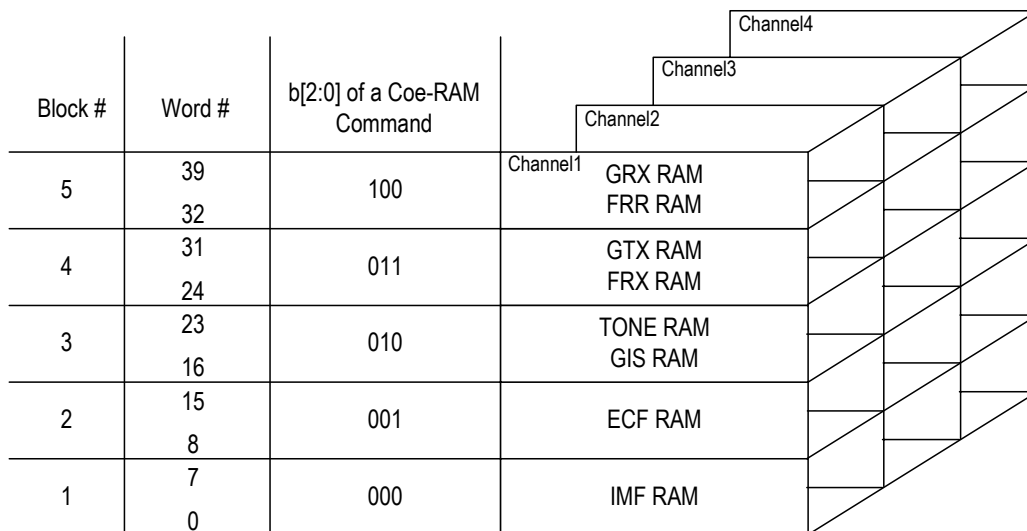 Channel4
Channel3
Channel2
Block #
Word #
b[2:0] of a Coe-RAM
Command
Channel1
5
39
32
100
GRX RAM
FRR RAM
4
31
24
011
GTX RAM
FRX RAM
3
23
16
010
TONE RAM
GIS RAM
2
15
8
001
ECF RAM
1
7
0
000
IMF RAM